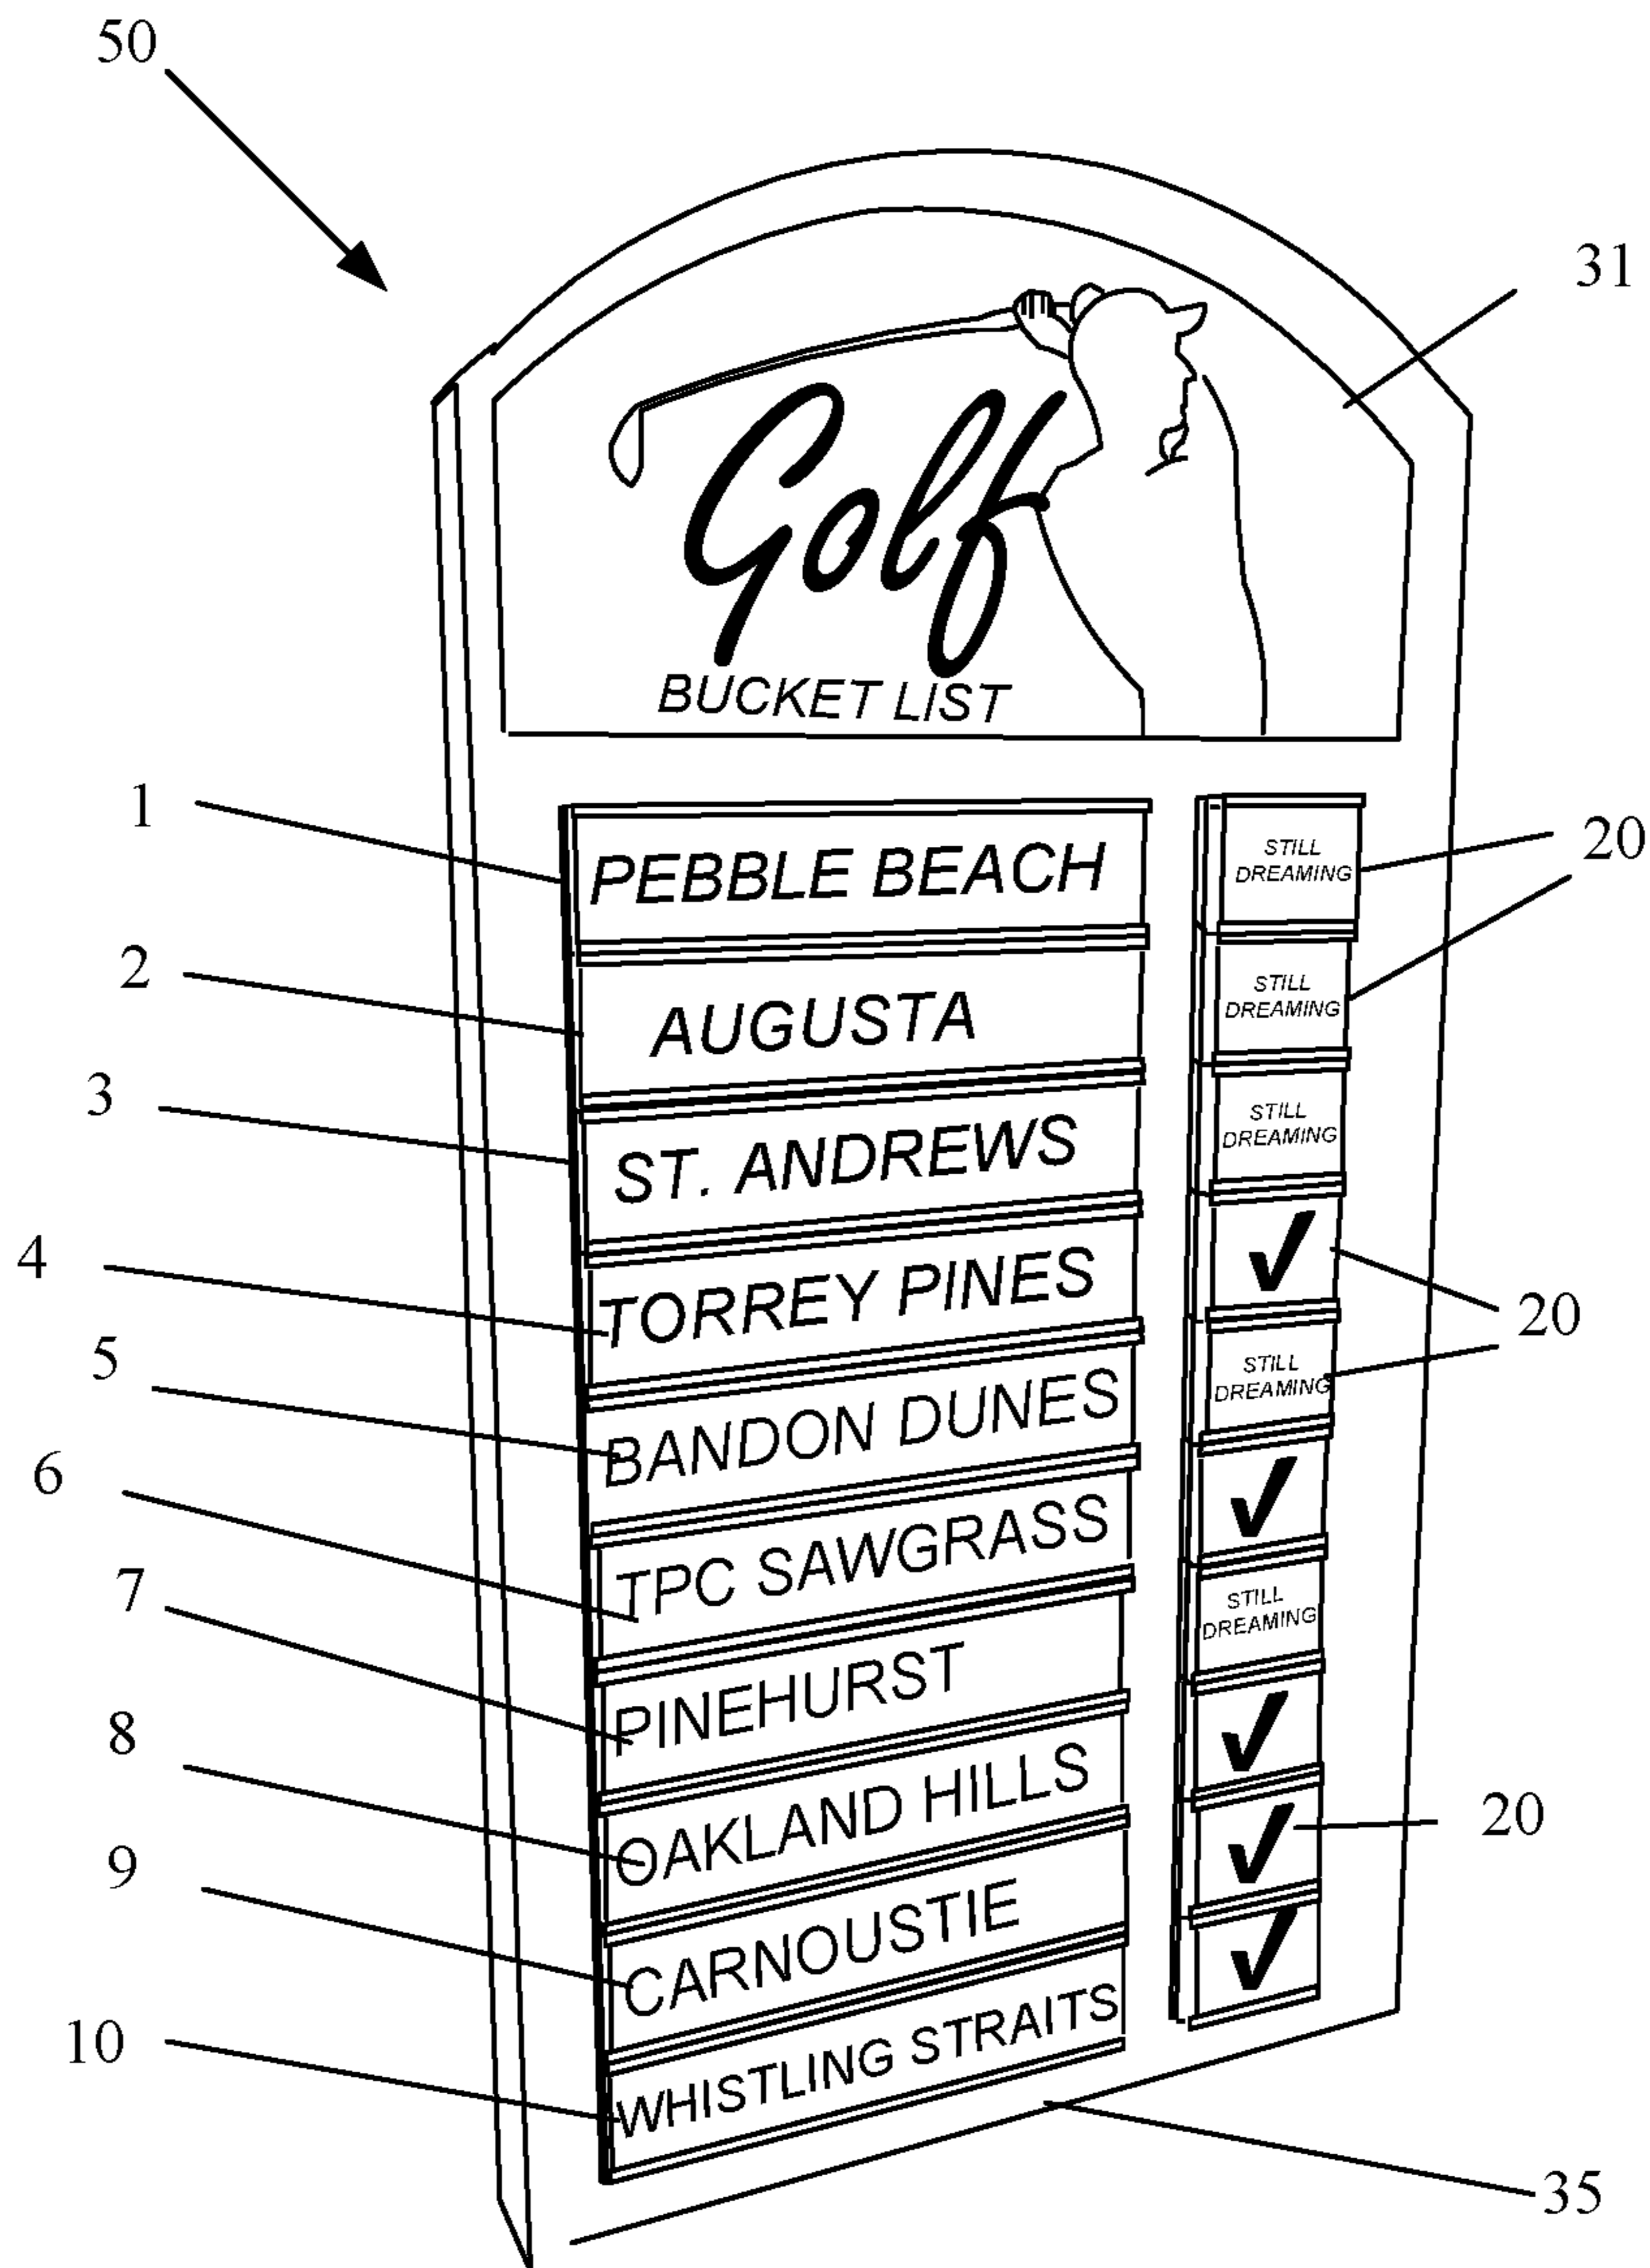 50
31
Golf
BUCKET LIST
1
PEBBLE BEACH
STILL
DREAMING
20
2
AUGUSTA
STILL
DREAMING
3
ST. ANDREWS
STILL
DREAMING
4
TORREY PINES
✓
20
5
BANDON DUNES
STILL
DREAMING
6
TPC SAWGRASS
✓
7
PINEHURST
STILL
DREAMING
8
OAKLAND HILLS
✓
20
9
CARNOUSTIE
✓
10
WHISTLING STRAITS
✓
35